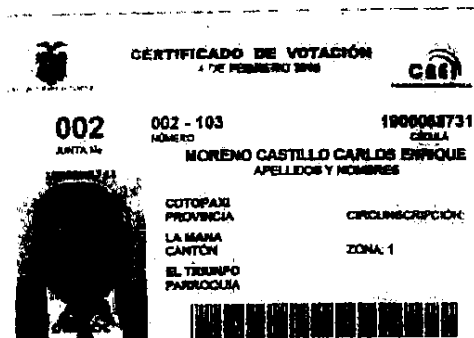 CERTIFICADO DE VOTACIÓN
4 DE FEBRERO
002
JUNTA No
002 - 103
NÚMERO
CÉDULA
MORENO CASTILLO CARLOS ENRIQUE
APELLIDOS Y NOMBRES
COTOPAXI
PROVINCIA
CIRCUNSCRIPCIÓN:
LA MANA
CANTÓN
ZONA: 1
EL TRIUNFO
PARROQUIA